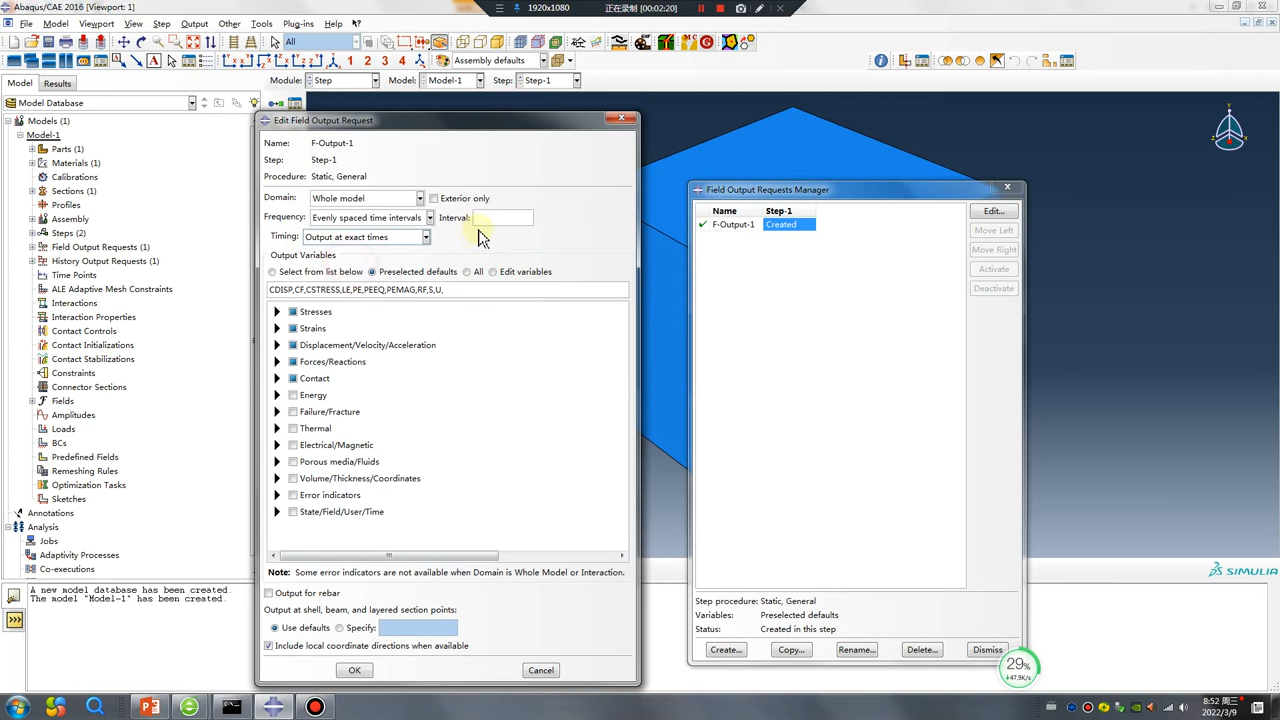 Abaqus/CAE 2016 [Viewport: 1]
1920x1080
正在录制 [00:02:20]
File
Model
Viewport
View
Step
Output
Other
Tools
Plug-ins
Help
All
1
2
3
4
Assembly defaults
Model
Results
Module:
Step
Model:
Model-1
Step:
Step-1
Model Database
Models (1)
Model-1
Parts (1)
Materials (1)
Calibrations
Sections (1)
Profiles
Assembly
Steps (2)
Field Output Requests (1)
History Output Requests (1)
Time Points
ALE Adaptive Mesh Constraints
Interactions
Interaction Properties
Contact Controls
Contact Initializations
Contact Stabilizations
Constraints
Connector Sections
Fields
Amplitudes
Loads
BCs
Predefined Fields
Remeshing Rules
Optimization Tasks
Sketches
Annotations
Analysis
Jobs
Adaptivity Processes
Co-executions
Edit Field Output Request
Name:
F-Output-1
Step:
Step-1
Procedure:
Static, General
Domain:
Whole model
Exterior only
Frequency:
Evenly spaced time intervals
Interval:
Timing:
Output at exact times
Output Variables
Select from list below
Preselected defaults
All
Edit variables
CDISP,CF,CSTRESS,LE,PE,PEEQ,PEMAG,RF,S,U,
Stresses
Strains
Displacement/Velocity/Acceleration
Forces/Reactions
Contact
Energy
Failure/Fracture
Thermal
Electrical/Magnetic
Porous media/Fluids
Volume/Thickness/Coordinates
Error indicators
State/Field/User/Time
Note: Some error indicators are not available when Domain is Whole Model or Interaction.
Output for rebar
Output at shell, beam, and layered section points:
Use defaults
Specify:
Include local coordinate directions when available
OK
Cancel
Field Output Requests Manager
Name
Step-1
F-Output-1
Created
Edit...
Move Left
Move Right
Activate
Deactivate
Step procedure:
Static, General
Variables:
Preselected defaults
Status:
Created in this step
Create...
Copy...
Rename...
Delete...
Dismiss
A new model database has been created.
The model "Model-1" has been created.
SIMULIA
29%
+47.9K/s
8:52 周三
2022/3/9